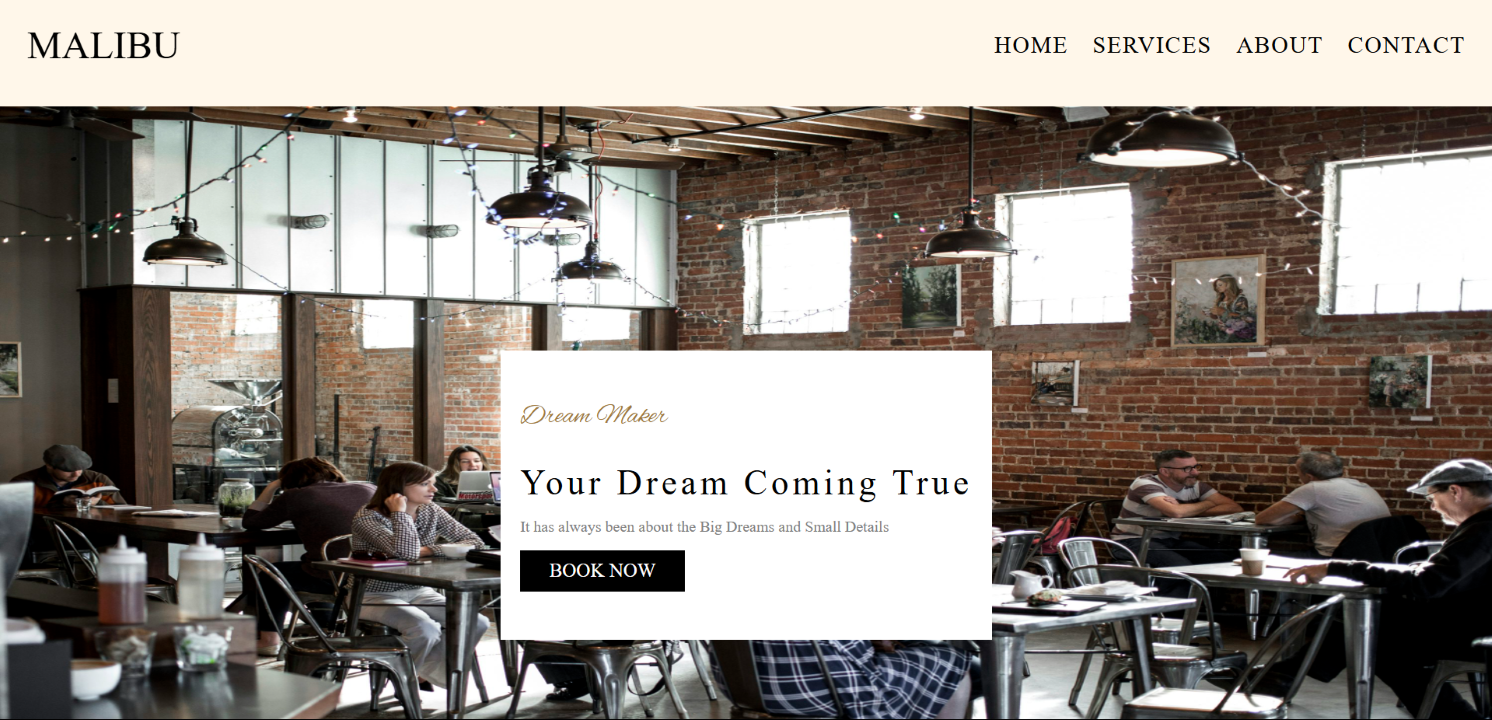 MALIBU
HOME SERVICES ABOUT CONTACT
Dream Maker
Your Dream Coming True
It has always been about the Big Dreams and Small Details
BOOK NOW